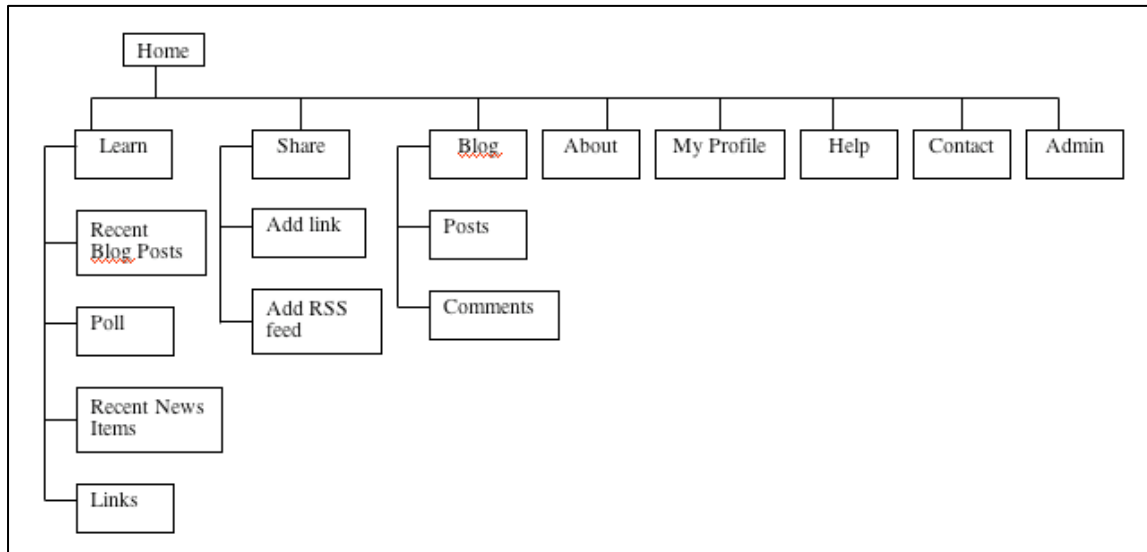 Home
Learn
Share
Blog
About
My Profile
Help
Contact
Admin
Recent
Blog Posts
Add link
Posts
Poll
Add RSS
feed
Comments
Recent News
Items
Links